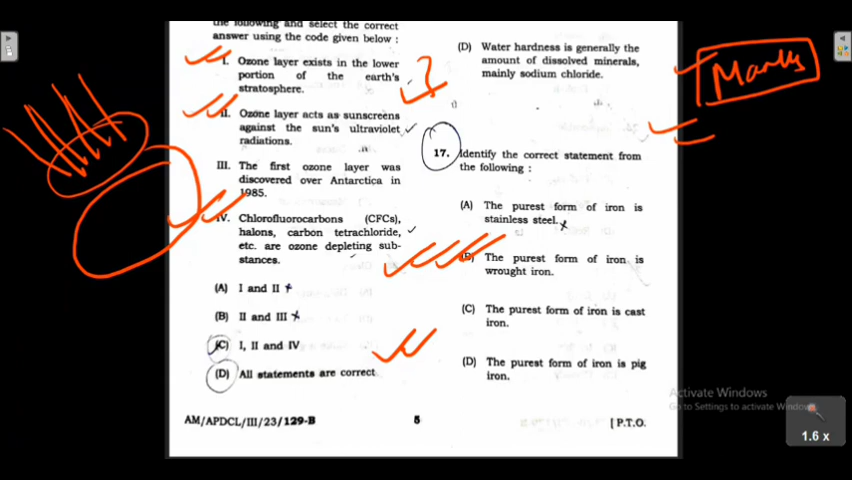 the following and select the correct
answer using the code given below :
I. Ozone layer exists in the lower
portion of the earth's
stratosphere.
II. Ozone layer acts as sunscreens
against the sun's ultraviolet
radiations.
III. The first ozone layer was
discovered over Antarctica in
1985.
IV. Chlorofluorocarbons (CFCs),
halons, carbon tetrachloride,
etc. are ozone depleting sub-
stances.
(A) I and II
(B) II and III
(C) I, II and IV
(D) All statements are correct
AM/APDCL/III/23/129-B
5
(D) Water hardness is generally the
amount of dissolved minerals,
mainly sodium chloride.
Marks
17. Identify the correct statement from
the following :
(A) The purest form of iron is
stainless steel.
(B) The purest form of iron is
wrought iron.
(C) The purest form of iron is cast
iron.
(D) The purest form of iron is pig
iron.
[ P.T.O.
Activate Windows
Go to Settings to activate Windows.
1.6 x